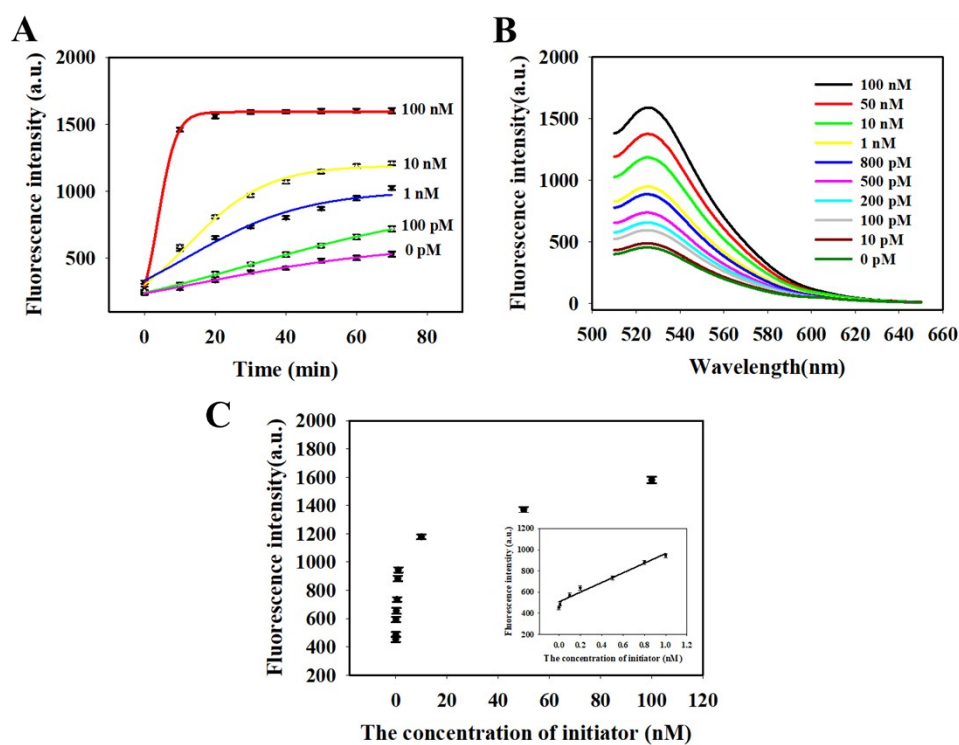 A
Fluorescence intensity (a.u.)
2000
1500
1000
500
100 nM
10 nM
1 nM
100 pM
0 pM
0 20 40 60 80
Time (min)
B
Fluorescence intensity(a.u.)
2000
1500
1000
500
0
100 nM
50 nM
10 nM
1 nM
800 pM
500 pM
200 pM
100 pM
10 pM
0 pM
500 520 540 560 580 600 620 640 660
Wavelength(nm)
C
Fluorescence intensity(a.u.)
2000
1800
1600
1400
1200
1000
800
600
400
200
0 20 40 60 80 100 120
The concentration of initiator (nM)
Fluorescence intensity (a.u.)
1200
1000
800
600
400
200
0.0 0.2 0.4 0.6 0.8 1.0 1.2
The concentration of initiator (nM)